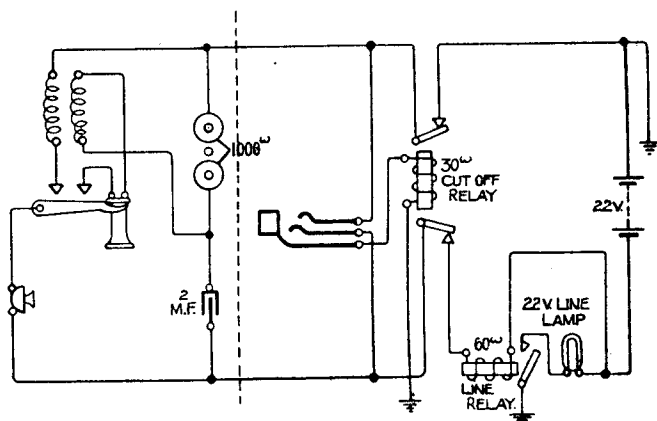 1000ω
2
M.F.
30ω
CUT OFF
RELAY
22V.
22V. LINE
LAMP
60ω
LINE
RELAY.